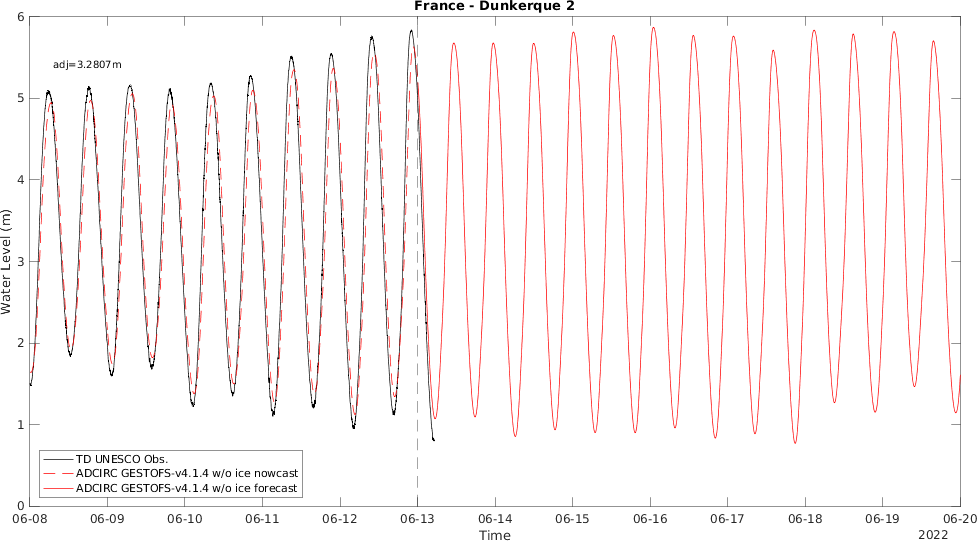 France - Dunkerque 2
adj=3.2807m
6
5
4
3
2
1
0
Water Level (m)
TD UNESCO Obs.
ADCIRC GESTOFS-v4.1.4 w/o ice nowcast
ADCIRC GESTOFS-v4.1.4 w/o ice forecast
06-08 06-09 06-10 06-11 06-12 06-13 06-14 06-15 06-16 06-17 06-18 06-19 06-20
Time
2022